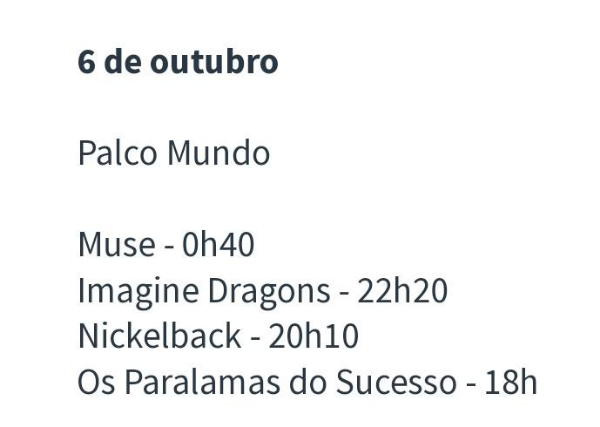 6 de outubro
Palco Mundo
Muse - 0h40
Imagine Dragons - 22h20
Nickelback - 20h10
Os Paralamas do Sucesso - 18h